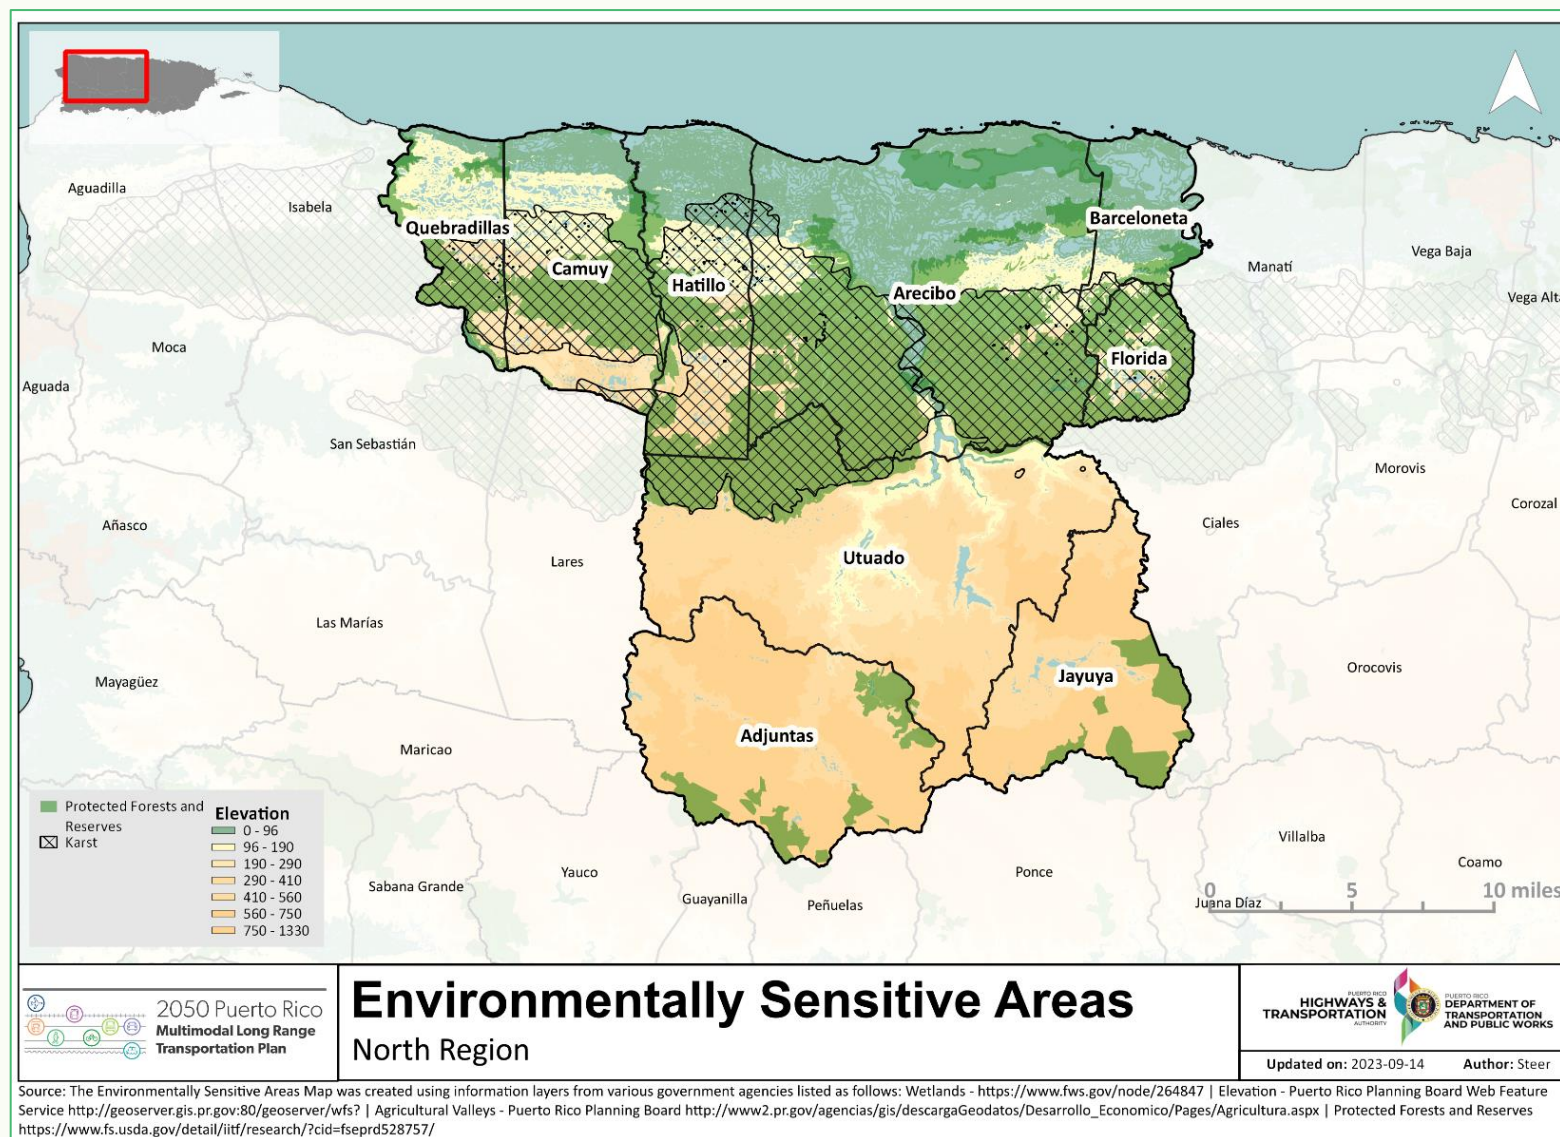 Aguadilla
Isabela
Quebradillas
Camuy
Hatillo
Arecibo
Barceloneta
Manatí
Vega Baja
Vega Alt
Moca
Aguada
Florida
San Sebastián
Morovis
Corozal
Añasco
Ciales
Lares
Utuado
Las Marías
Orocovis
Mayagüez
Jayuya
Adjuntas
Maricao
Villalba
Coamo
Yauco
Ponce
Sabana Grande
Guayanilla
Peñuelas
Juana Díaz
0 5 10 miles
Protected Forests and
Reserves
Karst
Elevation
0 - 96
96 - 190
190 - 290
290 - 410
410 - 560
560 - 750
750 - 1330
2050 Puerto Rico
Multimodal Long Range
Transportation Plan
Environmentally Sensitive Areas
North Region
PUERTO RICO
HIGHWAYS &
TRANSPORTATION
AUTHORITY
PUERTO RICO
DEPARTMENT OF
TRANSPORTATION
AND PUBLIC WORKS
Updated on: 2023-09-14 Author: Steer
Source: The Environmentally Sensitive Areas Map was created using information layers from various government agencies listed as follows: Wetlands - https://www.fws.gov/node/264847 | Elevation - Puerto Rico Planning Board Web Feature
Service http://geoserver.gis.pr.gov:80/geoserver/wfs? | Agricultural Valleys - Puerto Rico Planning Board http://www2.pr.gov/agencias/gis/descargaGeodatos/Desarrollo_Economico/Pages/Agricultura.aspx | Protected Forests and Reserves
https://www.fs.usda.gov/detail/iitf/research/?cid=fseprd528757/